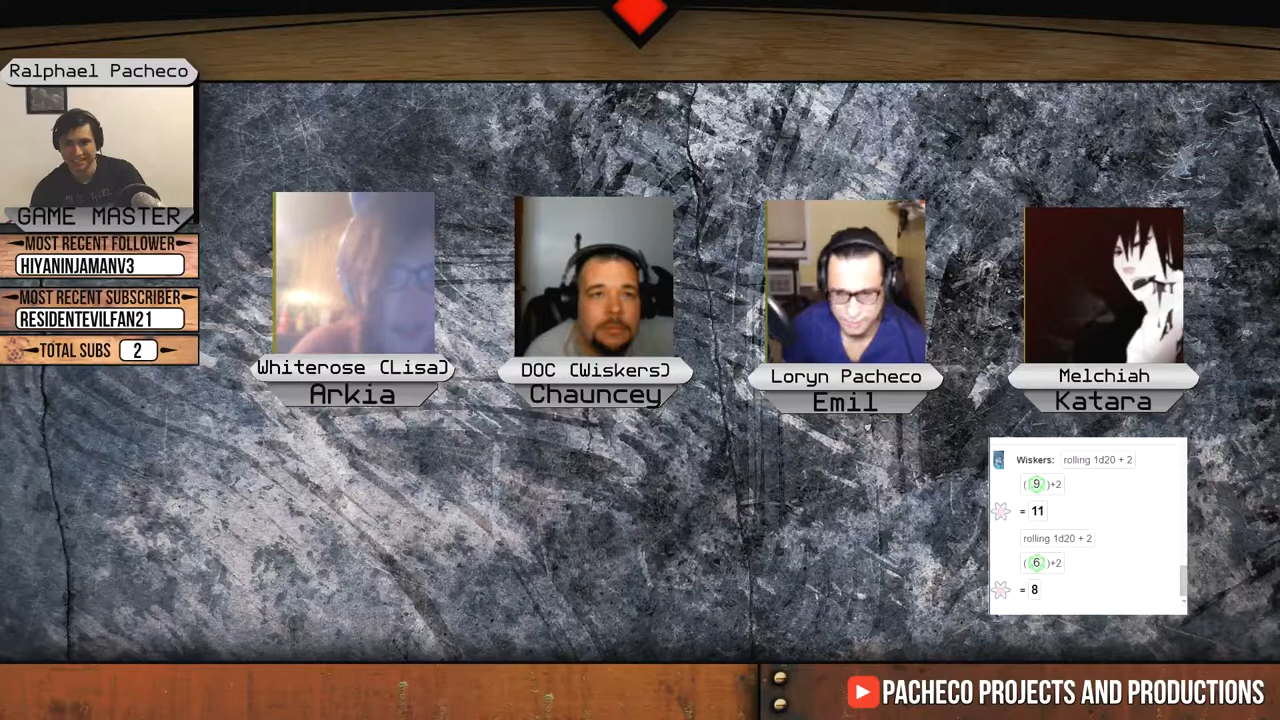 Ralphael Pacheco
GAME MASTER
MOST RECENT FOLLOWER
HIYANINJAMANV3
MOST RECENT SUBSCRIBER
RESIDENTEVILFAN21
TOTAL SUBS 2
Whiterose (Lisa)
Arkia
DOC (Wiskers)
Chauncey
Loryn Pacheco
Emil
Melchiah
Katara
Wiskers: rolling 1d20 + 2
(9)+2
= 11
rolling 1d20 + 2
(6)+2
= 8
PACHECO PROJECTS AND PRODUCTIONS